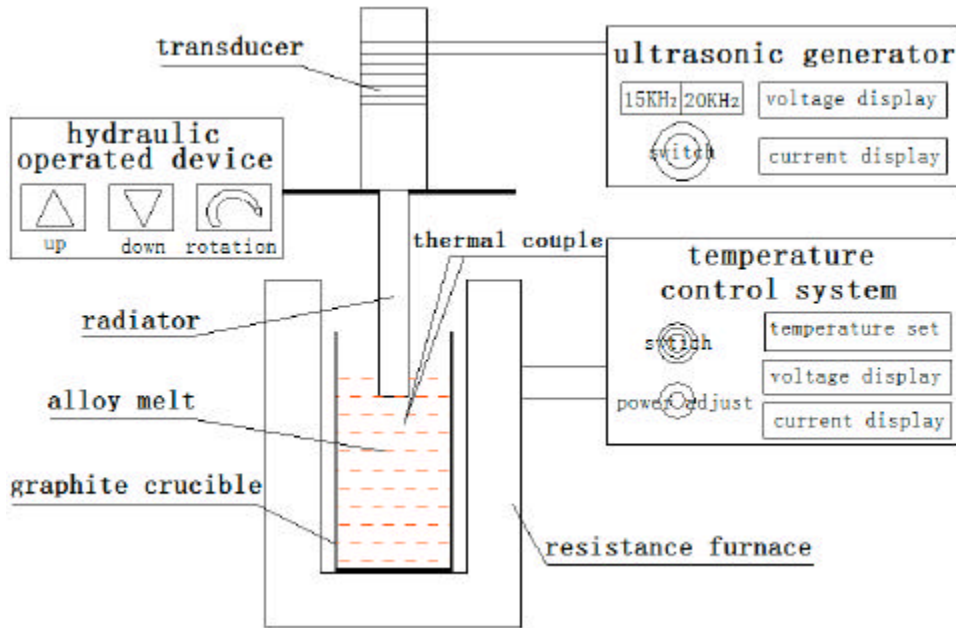 transducer
ultrasonic generator
15KHz 20KHz
voltage display
switch
current display
hydraulic
operated device
up
down
rotation
thermal couple
temperature
control system
switch
temperature set
voltage display
power adjust
current display
radiator
alloy melt
graphite crucible
resistance furnace